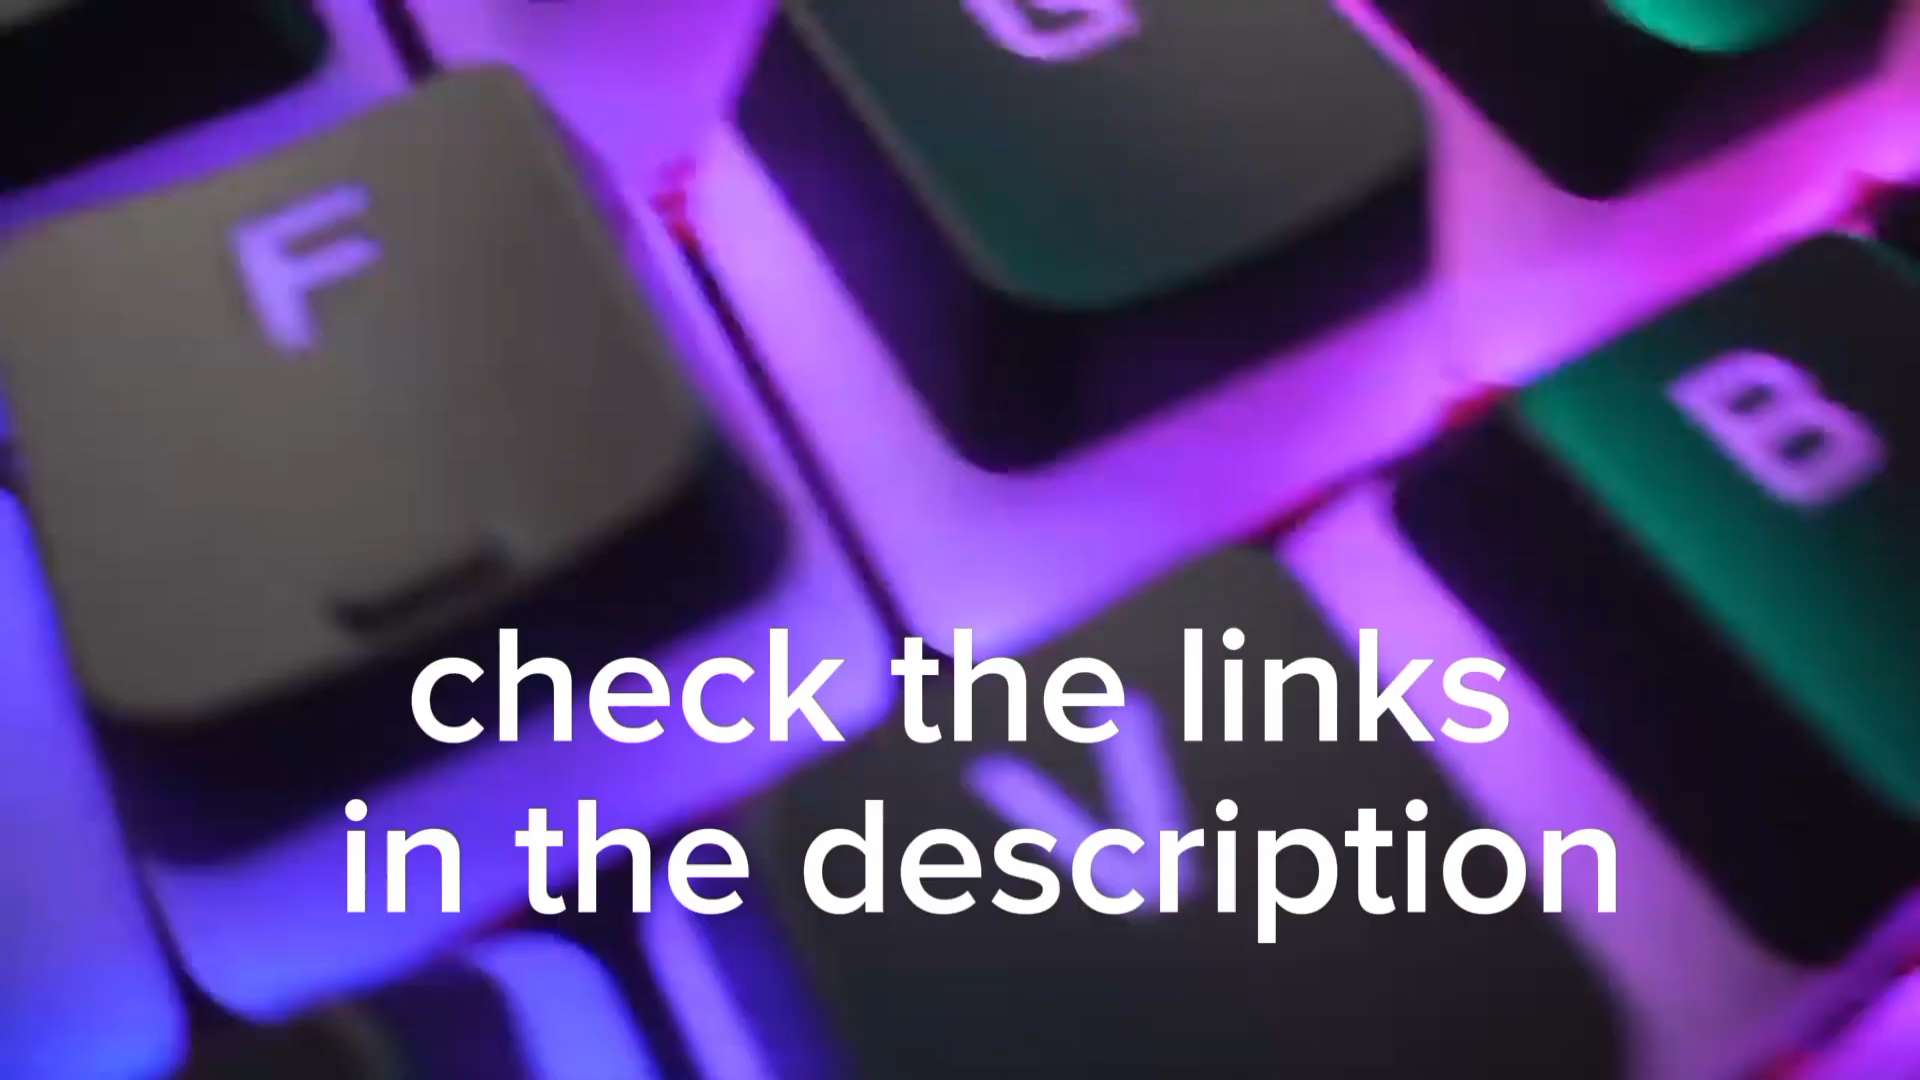 G
F
B
check the links
V
in the description